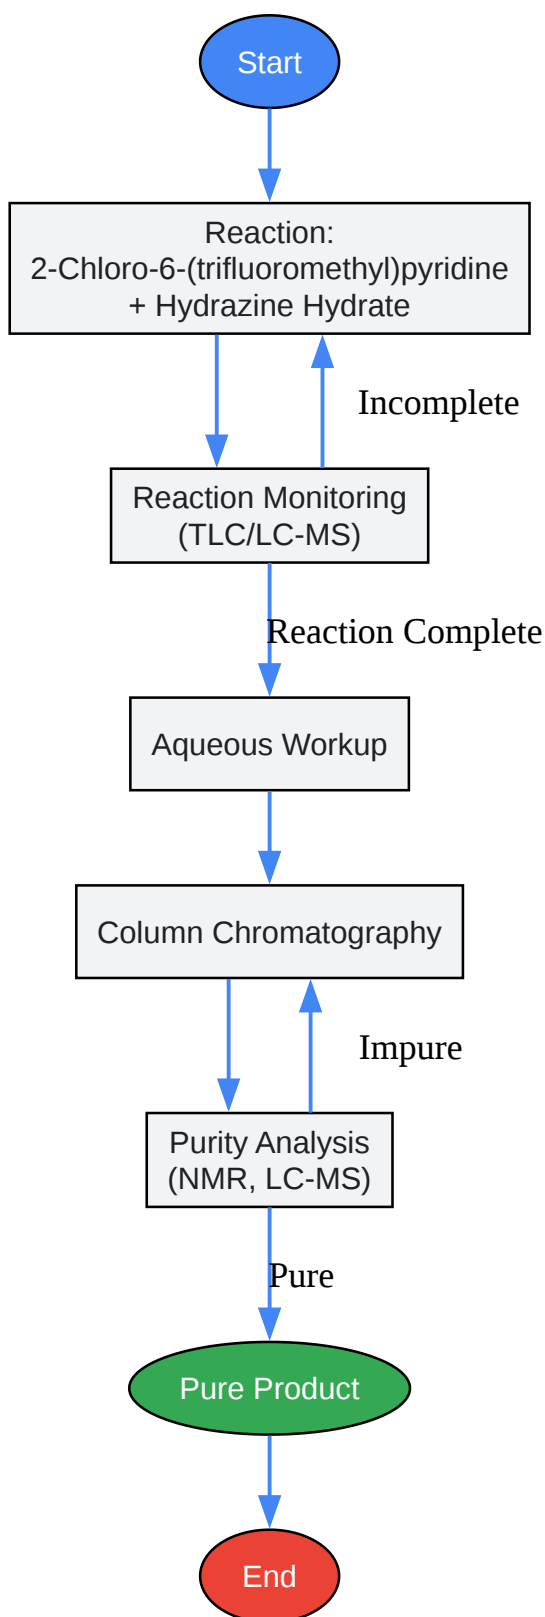 Start
Reaction:
2-Chloro-6-(trifluoromethyl)pyridine
+ Hydrazine Hydrate
Incomplete
Reaction Monitoring
(TLC/LC-MS)
Reaction Complete
Aqueous Workup
Column Chromatography
Impure
Purity Analysis
(NMR, LC-MS)
Pure
Pure Product
End